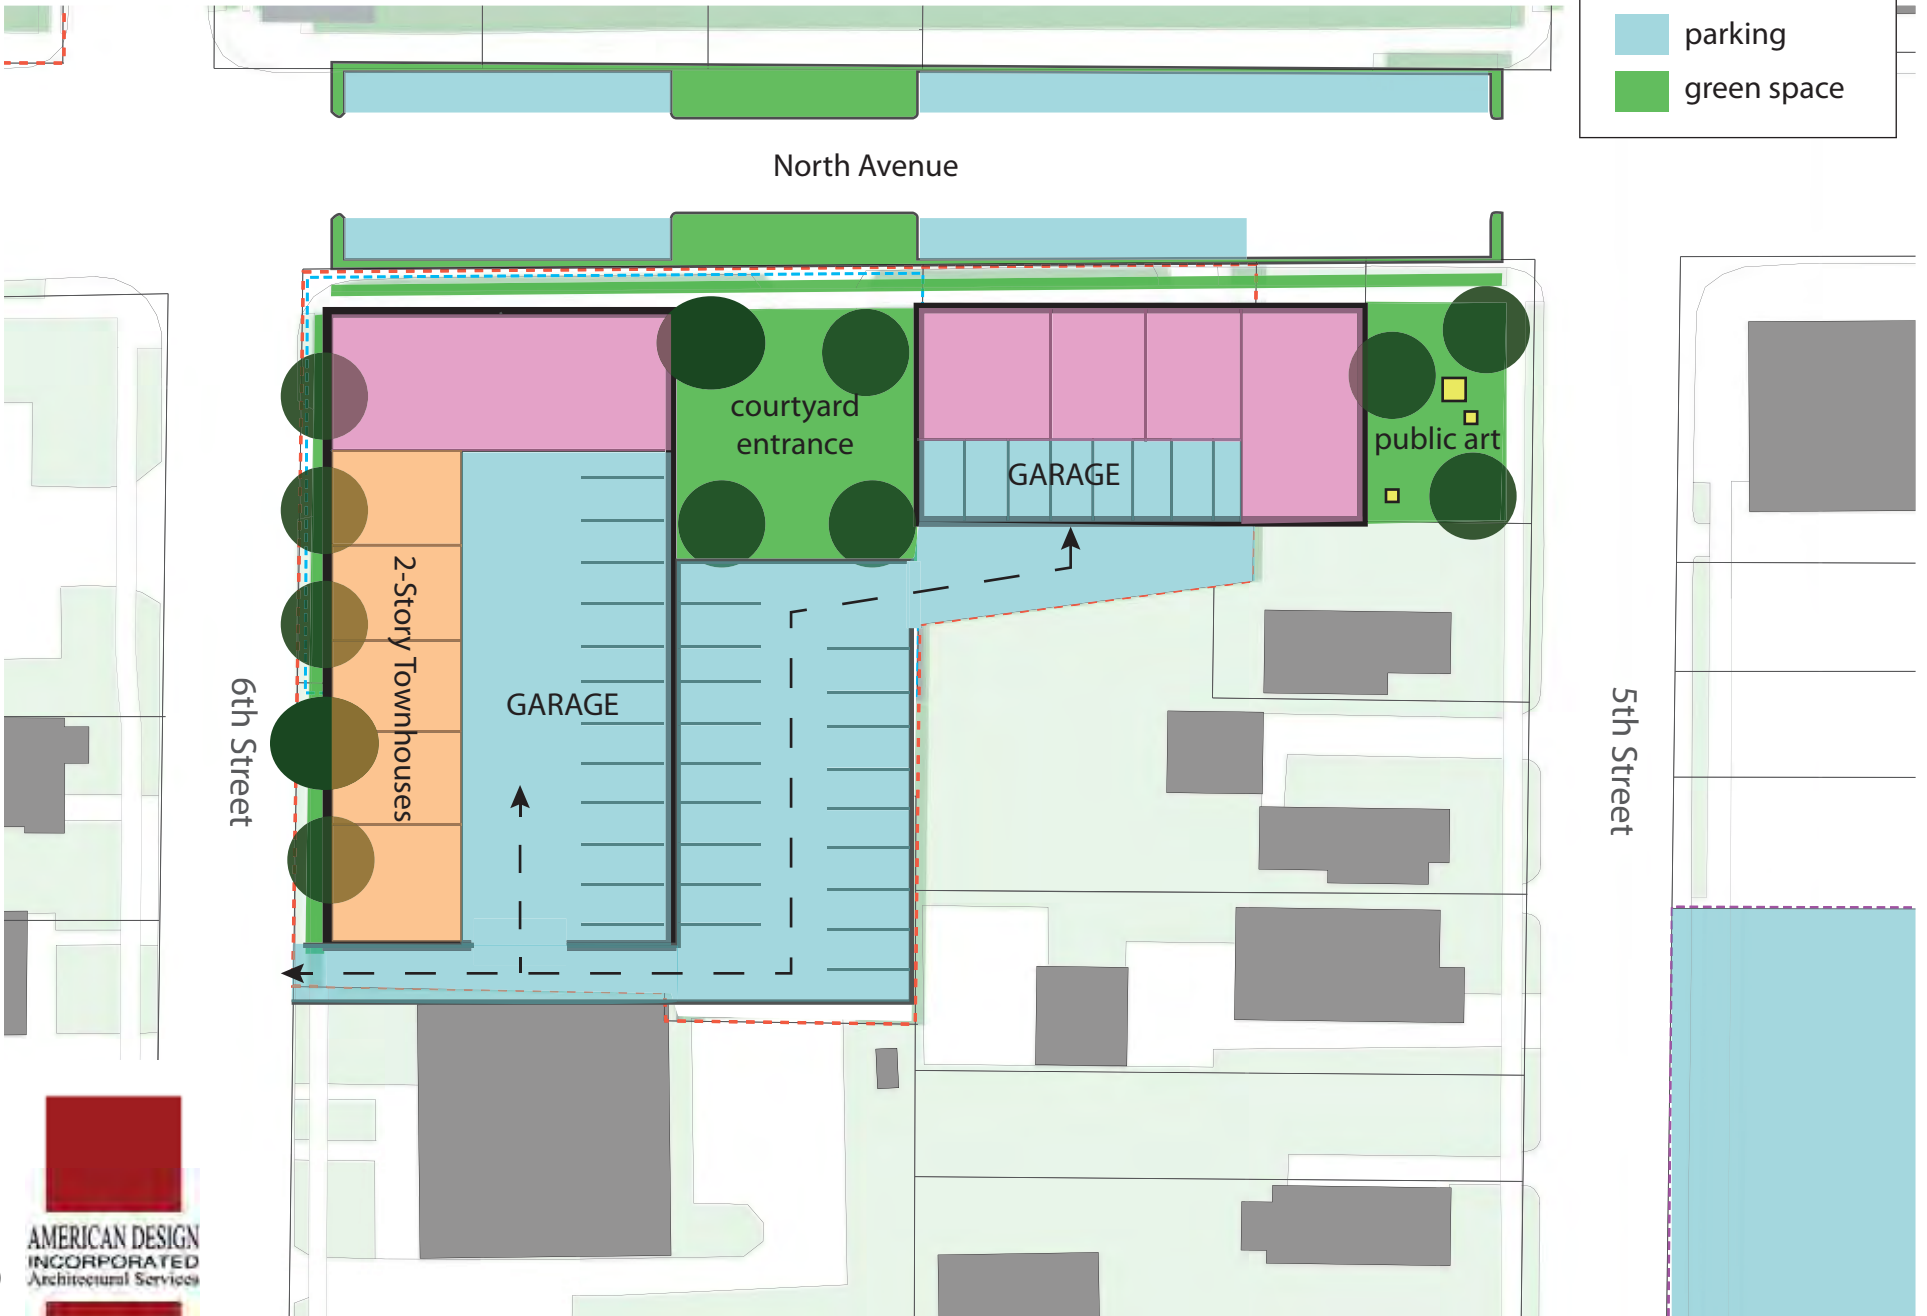 parking
green space
North Avenue
courtyard
entrance
public art
GARAGE
2-Story Townhouses
GARAGE
6th Street
5th Street
AMERICAN DESIGN
INCORPORATED
Architectural Services